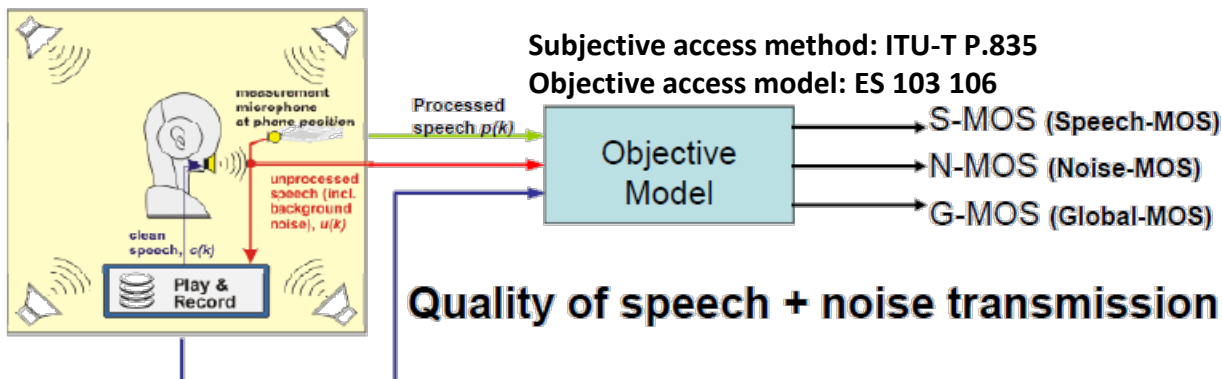 Subjective access method: ITU-T P.835
Objective access model: ES 103 106
measurement
microphone
at phone position
Processed
speech p(k)
Objective
Model
S-MOS (Speech-MOS)
N-MOS (Noise-MOS)
G-MOS (Global-MOS)
unprocessed
speech (incl.
background
noise), u(k)
clean
speech, c(k)
Play &
Record
Quality of speech + noise transmission